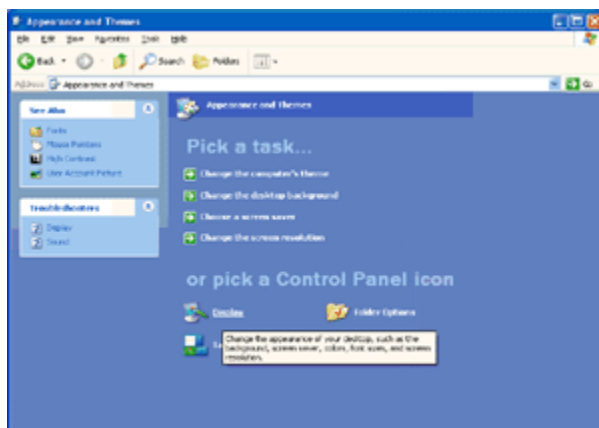 Appearance and Themes
File Edit View Favorites Tools Help
Back Search Folders
Address Appearance and Themes Go
See Also
Fonts
Mouse Pointers
High Contrast
User Account Picture
Troubleshooters
Display
Sound
Appearance and Themes
Pick a task...
Change the computer's theme
Change the desktop background
Choose a screen saver
Change the screen resolution
or pick a Control Panel icon
Display Folder Options
Change the appearance of your desktop, such as the
background, screen saver, colors, font sizes, and screen
resolution.